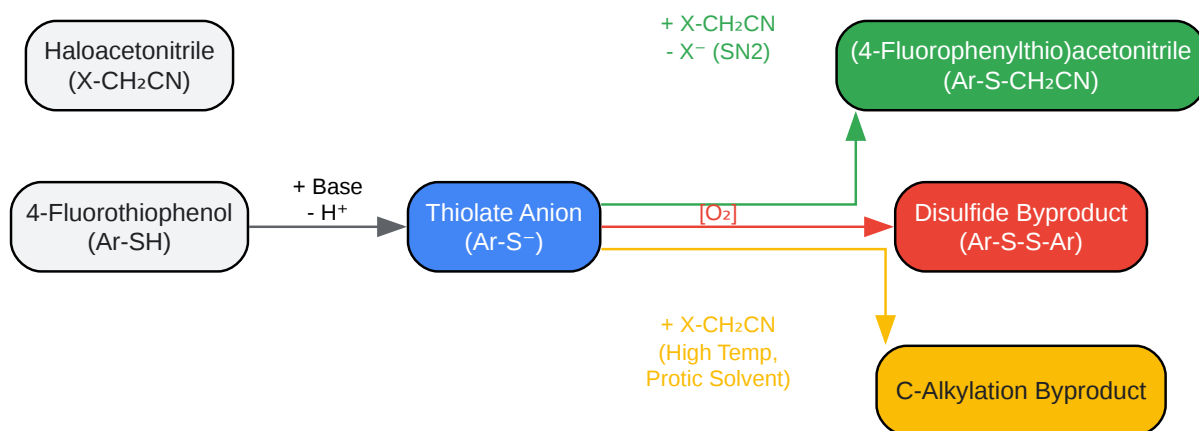 Haloacetonitrile
(X-CH₂CN)
+ X-CH₂CN
- X⁻ (SN2)
(4-Fluorophenylthio)acetonitrile
(Ar-S-CH₂CN)
4-Fluorothiophenol
(Ar-SH)
+ Base
- H⁺
Thiolate Anion
(Ar-S⁻)
[O₂]
Disulfide Byproduct
(Ar-S-S-Ar)
+ X-CH₂CN
(High Temp,
Protic Solvent)
C-Alkylation Byproduct